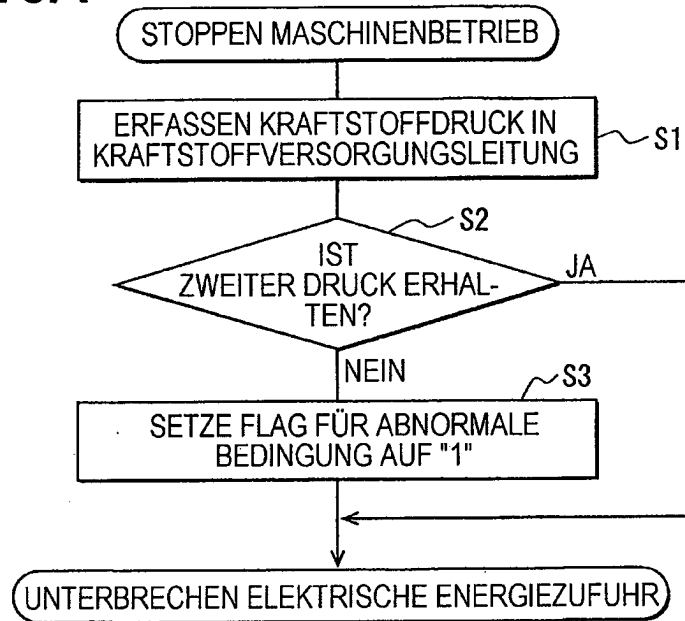 STOPPEN MASCHINENBETRIEB
ERFASSEN KRAFTSTOFFDRUCK IN
KRAFTSTOFFVERSORGUNGSLEITUNG
S1
S2
IST
ZWEITER DRUCK ERHAL-
TEN?
JA
NEIN
S3
SETZE FLAG FÜR ABNORMALE
BEDINGUNG AUF "1"
UNTERBRECHEN ELEKTRISCHE ENERGIEZUFUHR